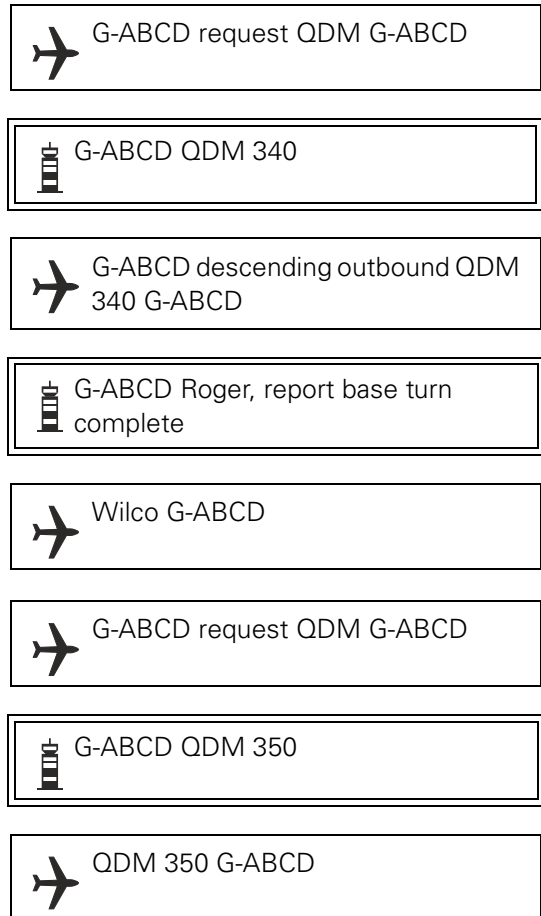 G-ABCD request QDM G-ABCD
G-ABCD QDM 340
G-ABCD descending outbound QDM
340 G-ABCD
G-ABCD Roger, report base turn
complete
Wilco G-ABCD
G-ABCD request QDM G-ABCD
G-ABCD QDM 350
QDM 350 G-ABCD